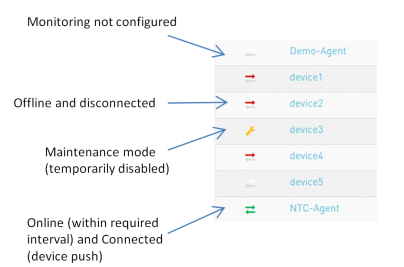 Monitoring not configured
Demo-Agent
device1
Offline and disconnected
device2
device3
Maintenance mode
(temporarily disabled)
device4
device5
Online (within required
interval) and Connected
(device push)
NTC-Agent